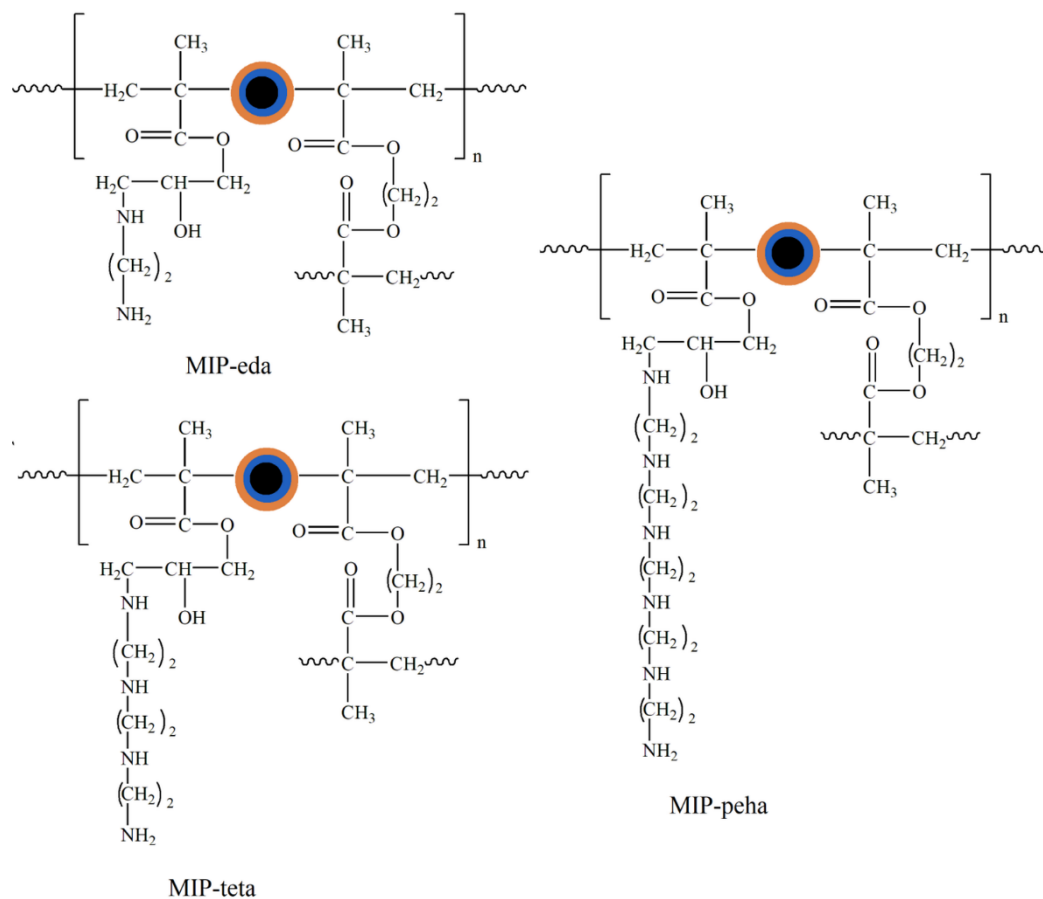 CH3 CH3
H2C C C CH2
n
O C O O C O
H2C CH CH2 O (CH2)2
NH OH C O
(CH2)2 C CH2
NH2 CH3
MIP-eda
CH3 CH3
H2C C C CH2
n
O C O O C O
H2C CH CH2 O (CH2)2
NH OH C O
(CH2)2 C CH2
NH CH3
(CH2)2
NH
(CH2)2
NH2
MIP-teta
CH3 CH3
H2C C C CH2
n
O C O O C O
H2C CH CH2 O (CH2)2
NH OH C O
(CH2)2 C CH2
NH CH3
(CH2)2
NH
(CH2)2
NH
(CH2)2
NH
(CH2)2
NH2
MIP-peha